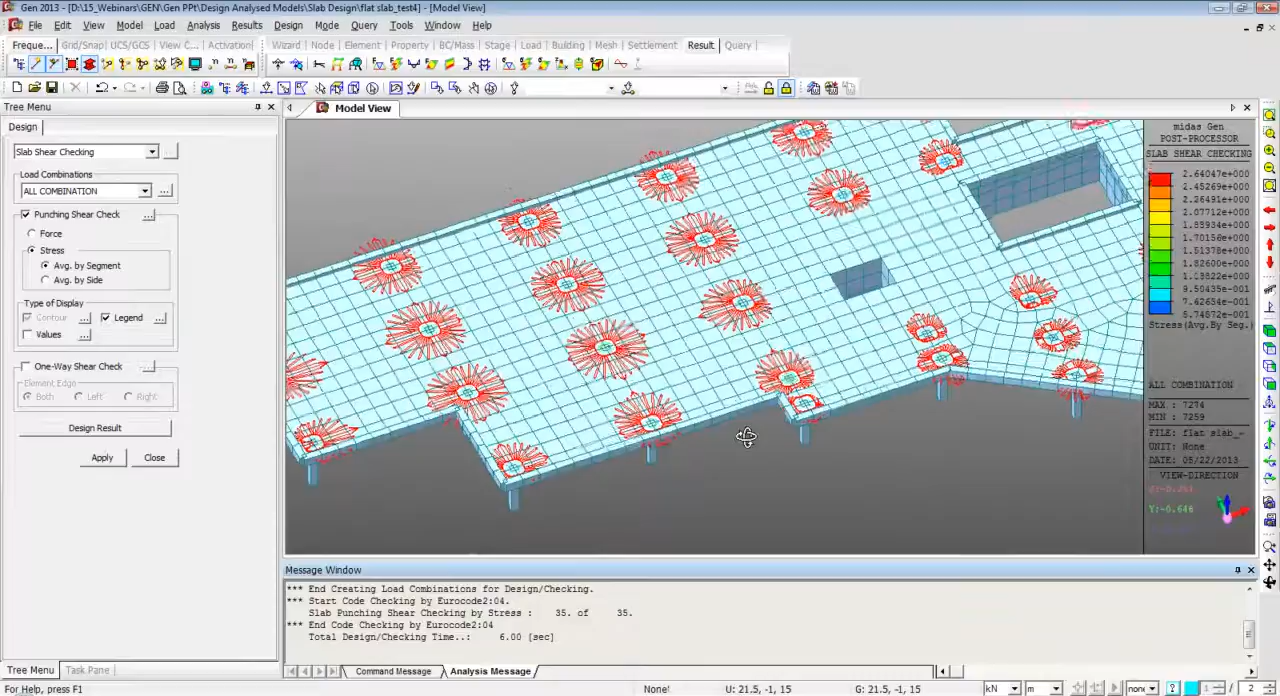 Gen 2013 - [D:\15_Webinars\GEN\Gen PPt\Design Analysed Models\Slab Design\flat slab_test4] - [Model View]
File Edit View Model Load Analysis Results Design Mode Query Tools Window Help
Freque... Grid/Snap UCS/GCS View C... Activation Wizard Node Element Property BC/Mass Stage Load Building Mesh Settlement Result Query
Tree Menu
Model View
Design
Slab Shear Checking
Load Combinations
ALL COMBINATION
Punching Shear Check
Force
Stress
Avg. by Segment
Avg. by Side
Type of Display
Contour Legend
Values
One-Way Shear Check
Element Edge
Both Left Right
Design Result
Apply Close
midas Gen
POST-PROCESSOR
SLAB SHEAR CHECKING
2.64047e+000
2.45269e+000
2.26491e+000
2.07712e+000
1.88934e+000
1.70156e+000
1.51378e+000
9.50435e-001
7.62654e-001
5.74872e-001
Stress(Avg.By Seg.)
ALL COMBINATION
MAX : 7274
MIN : 7259
FILE: flat slab_~
UNIT: None
DATE: 05/22/2013
VIEW-DIRECTION
Y:-0.646
Message Window
*** End Creating Load Combinations for Design/Checking.
*** Start Code Checking by Eurocode2:04.
Slab Punching Shear Checking by Stress : 35. of 35.
*** End Code Checking by Eurocode2:04
Total Design/Checking Time..: 6.00 [sec]
Tree Menu Task Pane
Command Message Analysis Message
For Help, press F1
None! U: 21.5, -1, 15 G: 21.5, -1, 15 kN m none 1 / 2